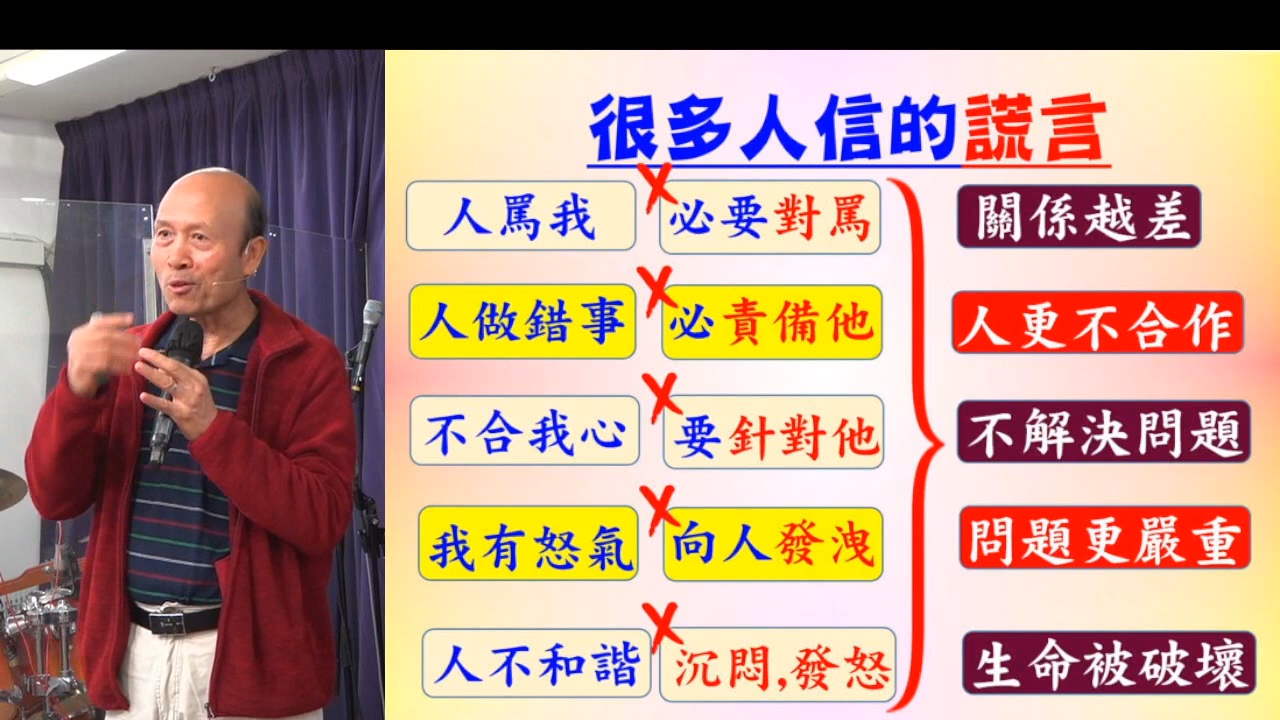 很多人信的謊言
人罵我 必要對罵 關係越差
人做錯事 必責備他 人更不合作
不合我心 要針對他 不解決問題
我有怒氣 向人發洩 問題更嚴重
人不和諧 沉悶,發怒 生命被破壞